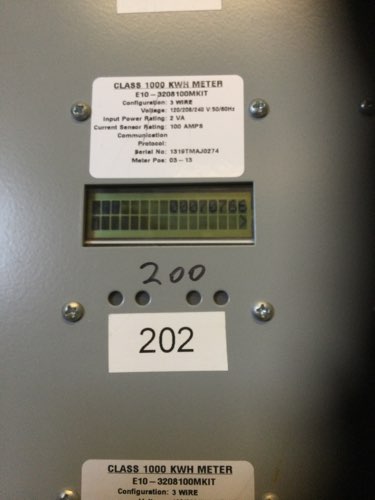 CLASS 1000 KWH METER
E10-3208100MKIT
Configuration: 3 WIRE
Voltage: 120/208/240 V 50/60Hz
Input Power Rating: 2 VA
Current Sensor Rating: 100 AMPS
Communication
Protocol:
Serial No: 1319TMAJ0274
Meter Pos: 03-13
>
200
202
CLASS 1000 KWH METER
E10-3208100MKIT
Configuration: 3 WIRE